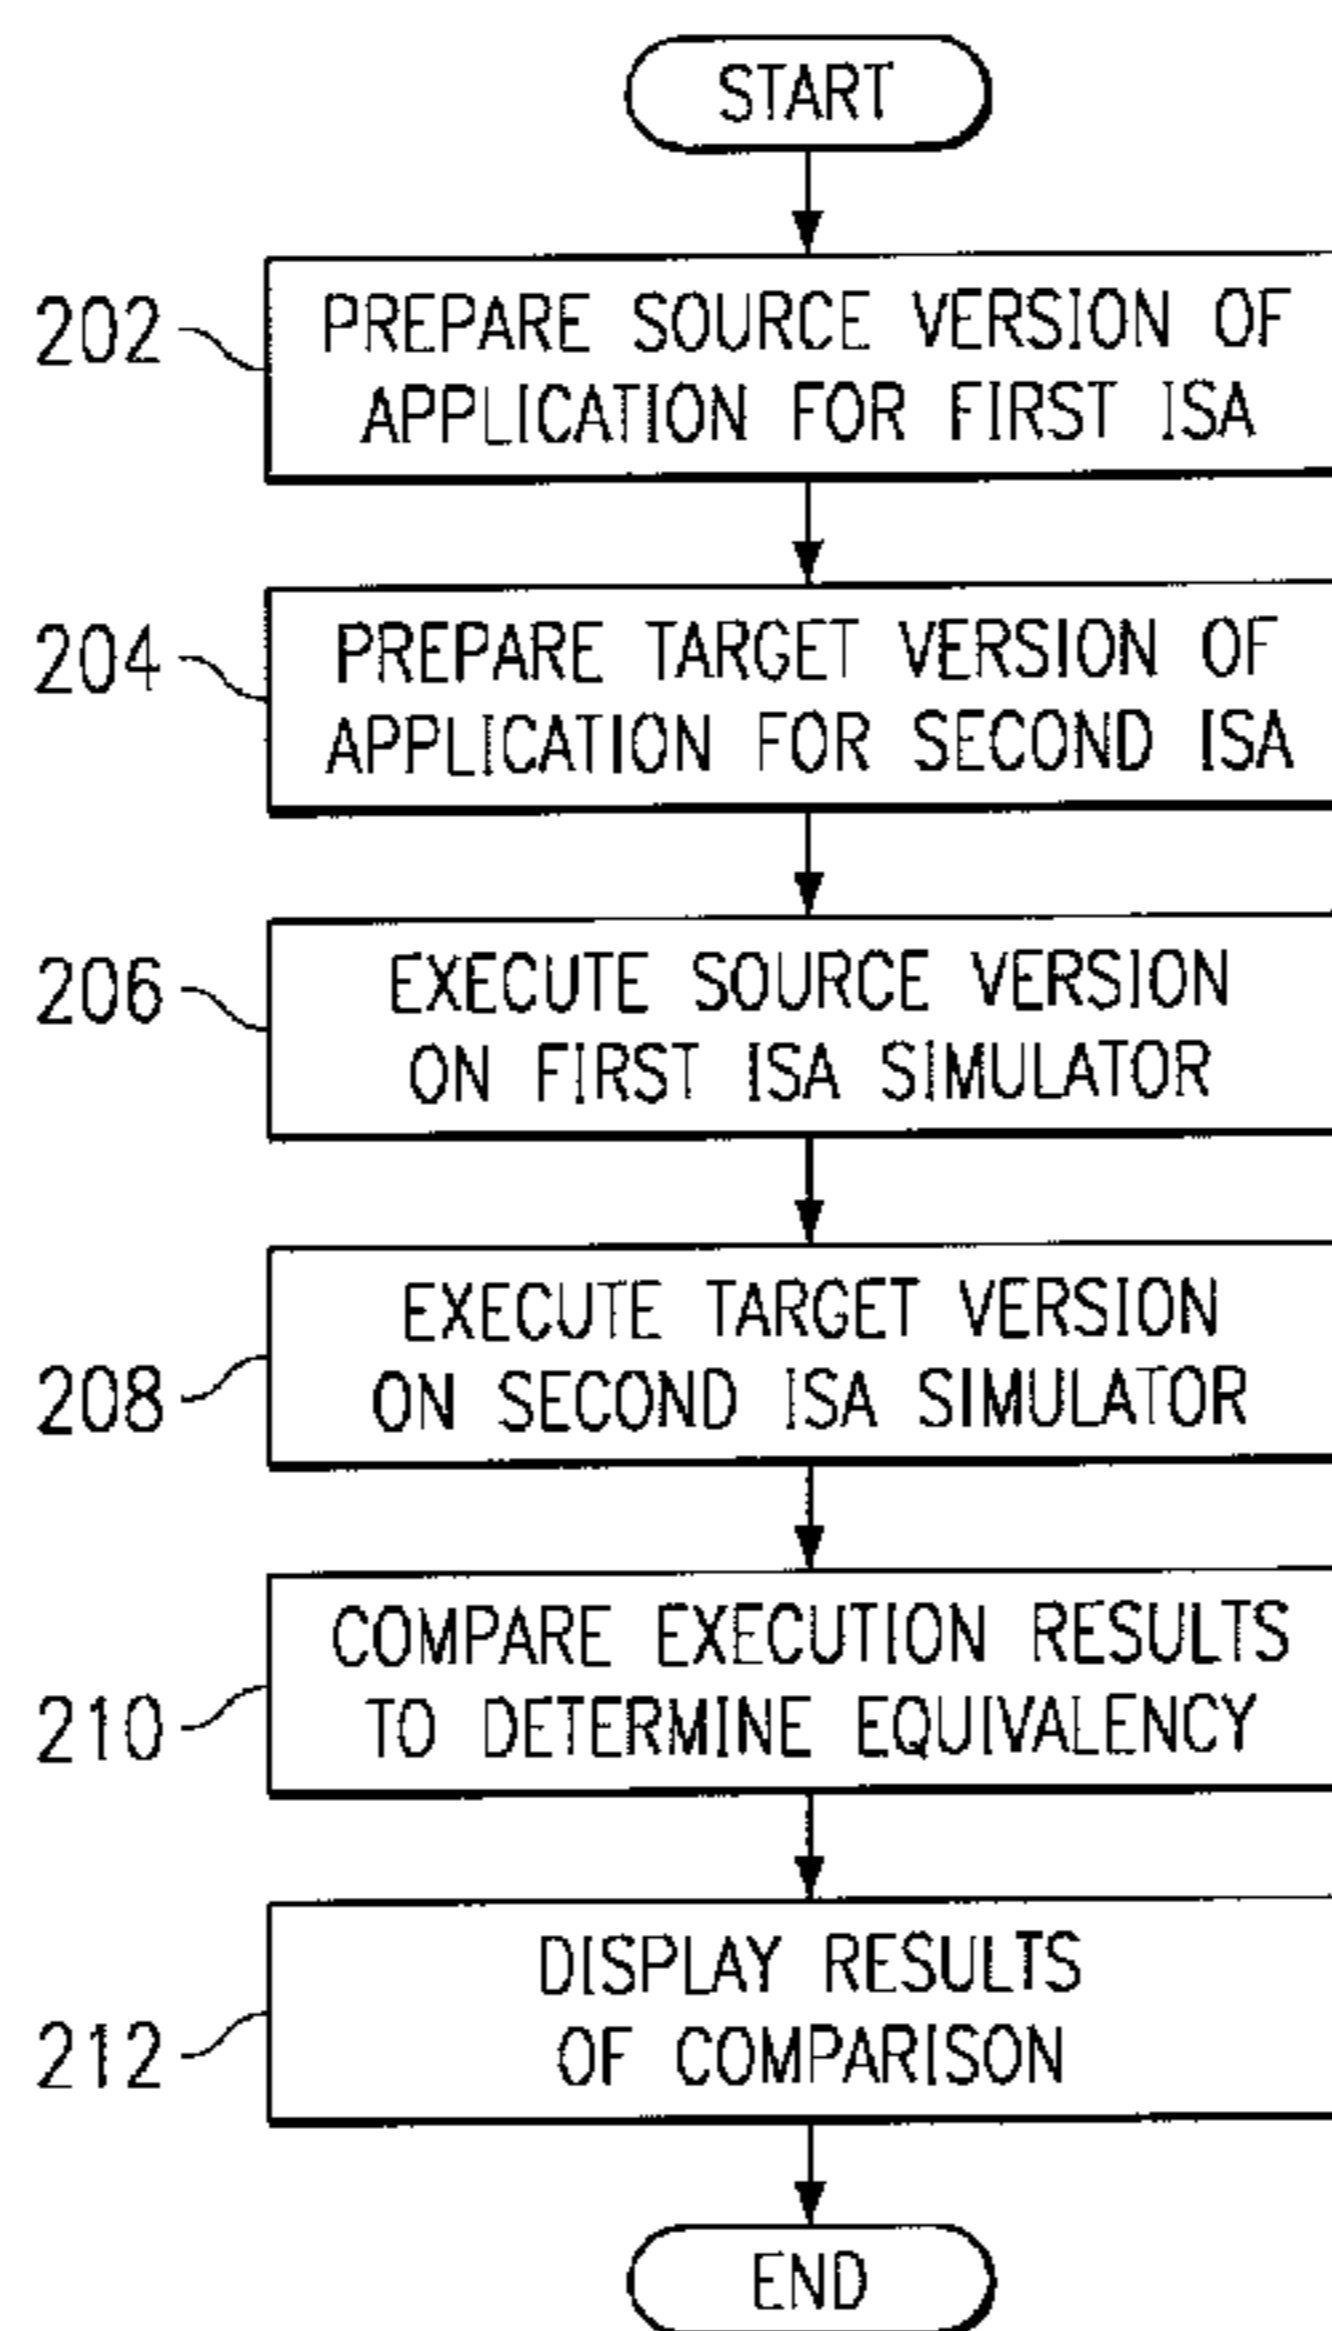 START
202
PREPARE SOURCE VERSION OF
APPLICATION FOR FIRST ISA
204
PREPARE TARGET VERSION OF
APPLICATION FOR SECOND ISA
206
EXECUTE SOURCE VERSION
ON FIRST ISA SIMULATOR
208
EXECUTE TARGET VERSION
ON SECOND ISA SIMULATOR
210
COMPARE EXECUTION RESULTS
TO DETERMINE EQUIVALENCY
212
DISPLAY RESULTS
OF COMPARISON
END